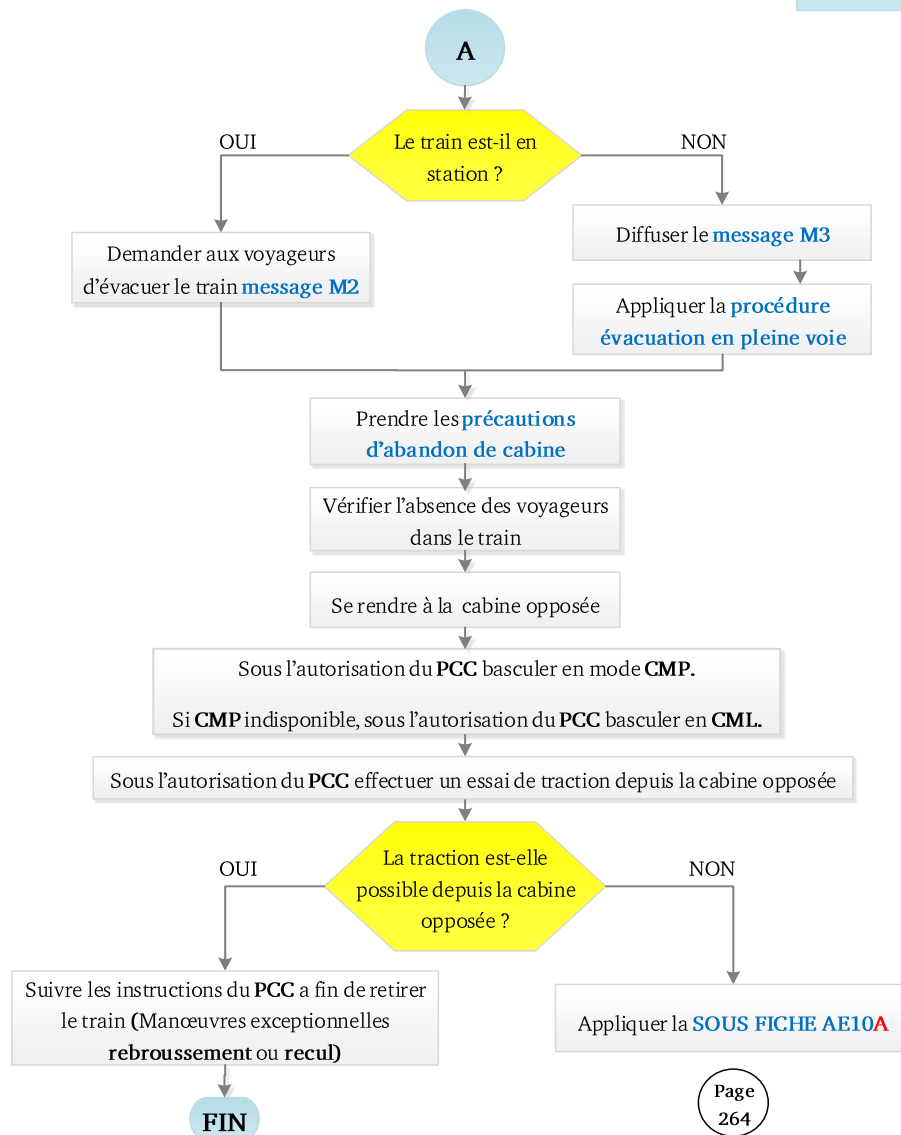 A
Le train est-il en
station ?
OUI
NON
Demander aux voyageurs
d’évacuer le train message M2
Diffuser le message M3
Appliquer la procédure
évacuation en pleine voie
Prendre les précautions
d’abandon de cabine
Vérifier l’absence des voyageurs
dans le train
Se rendre à la cabine opposée
Sous l’autorisation du PCC basculer en mode CMP.
Si CMP indisponible, sous l’autorisation du PCC basculer en CML.
Sous l’autorisation du PCC effectuer un essai de traction depuis la cabine opposée
La traction est-elle
possible depuis la cabine
opposée ?
OUI
NON
Suivre les instructions du PCC a fin de retirer
le train (Manœuvres exceptionnelles
rebroussement ou recul)
Appliquer la SOUS FICHE AE10A
Page
264
FIN